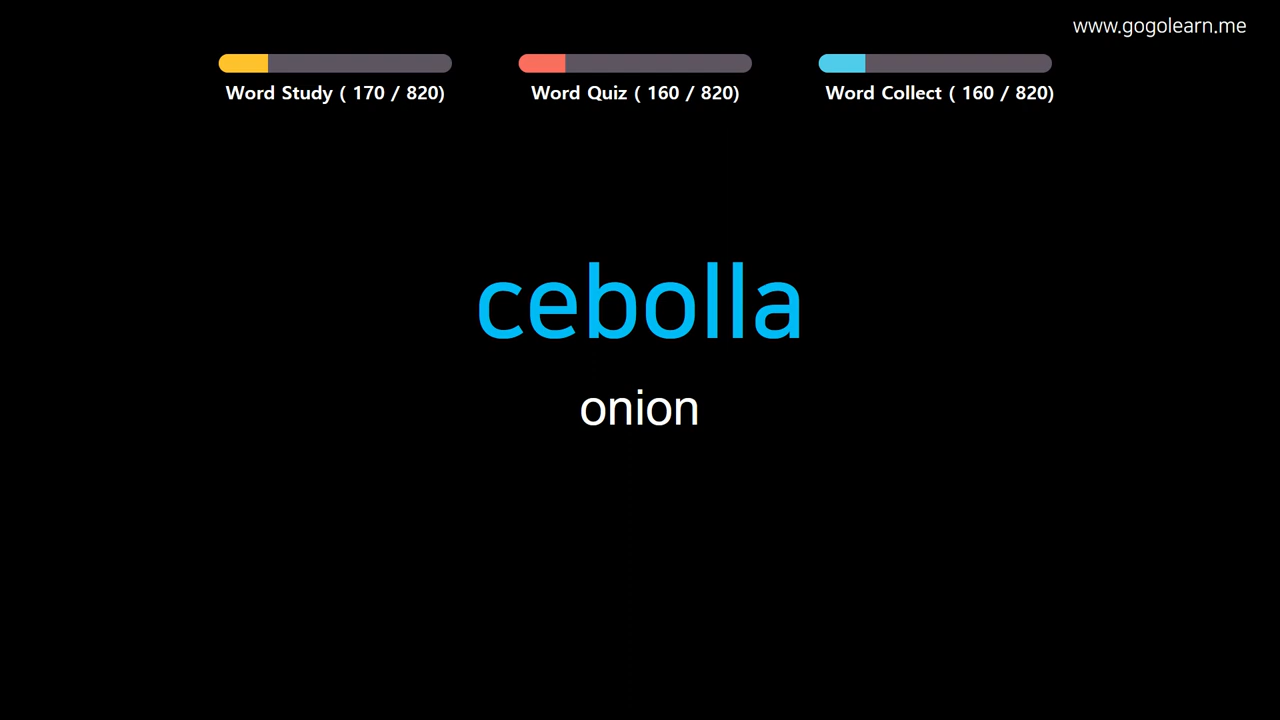 www.gogolearn.me
Word Study ( 170 / 820)
Word Quiz ( 160 / 820)
Word Collect ( 160 / 820)
cebolla
onion